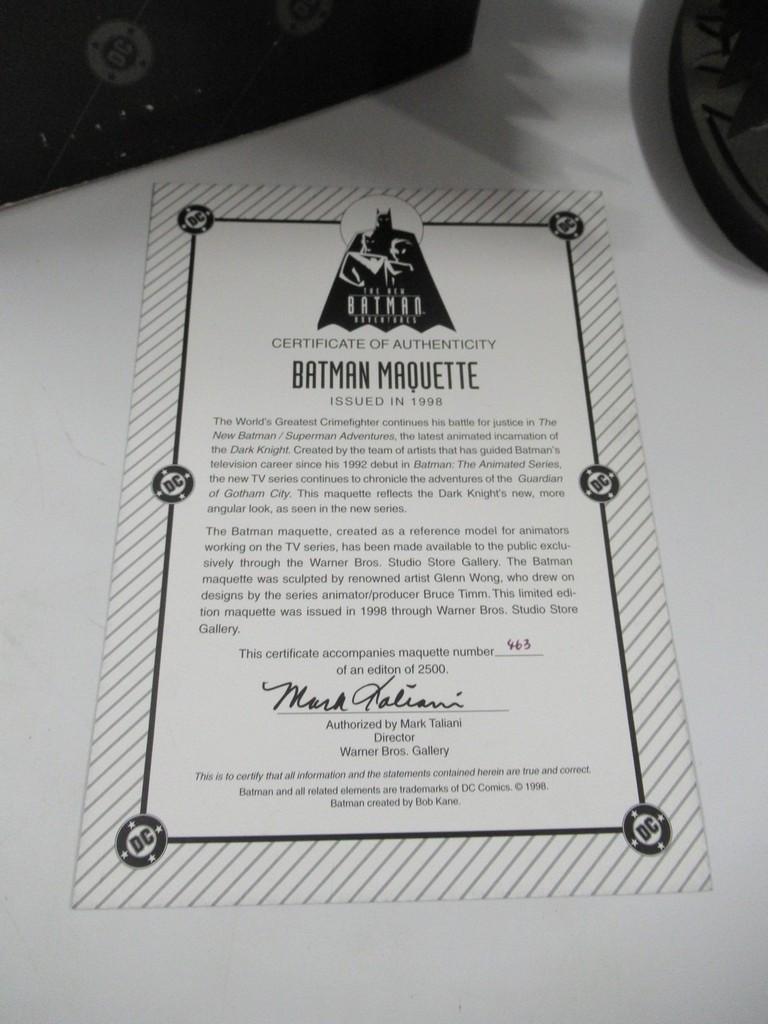 DC
DC
DC
THE NEW
BATMAN
ADVENTURES
CERTIFICATE OF AUTHENTICITY
BATMAN MAQUETTE
ISSUED IN 1998
The World's Greatest Crimefighter continues his battle for justice in The
New Batman / Superman Adventures, the latest animated incarnation of
the Dark Knight. Created by the team of artists that has guided Batman's
television career since his 1992 debut in Batman: The Animated Series,
the new TV series continues to chronicle the adventures of the Guardian
of Gotham City. This maquette reflects the Dark Knight's new, more
angular look, as seen in the new series.
DC
DC
The Batman maquette, created as a reference model for animators
working on the TV series, has been made available to the public exclu-
sively through the Warner Bros. Studio Store Gallery. The Batman
maquette was sculpted by renowned artist Glenn Wong, who drew on
designs by the series animator/producer Bruce Timm. This limited edi-
tion maquette was issued in 1998 through Warner Bros. Studio Store
Gallery.
This certificate accompanies maquette number 463
of an editon of 2500.
Mark Taliani
Authorized by Mark Taliani
Director
Warner Bros. Gallery
This is to certify that all information and the statements contained herein are true and correct.
Batman and all related elements are trademarks of DC Comics. © 1998.
Batman created by Bob Kane.
DC
DC